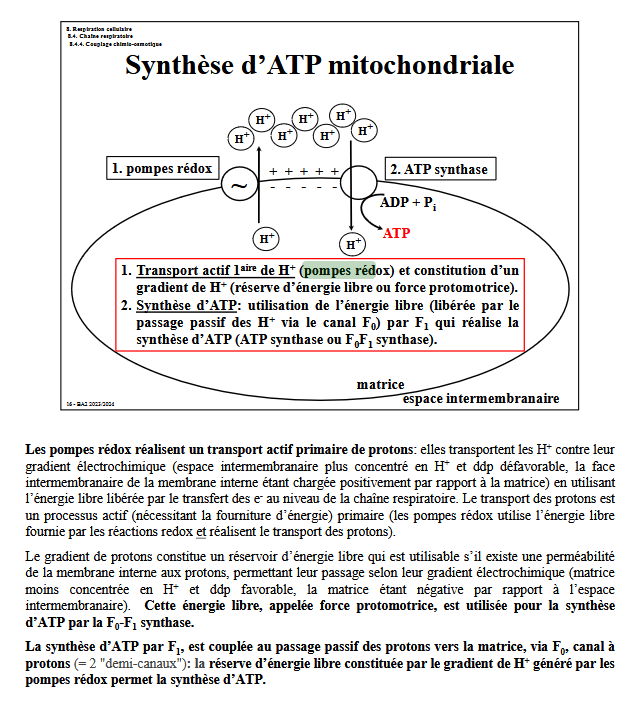 8. Respiration cellulaire
8.4. Chaîne respiratoire
8.4.4. Couplage chimio-osmotique
Synthèse d'ATP mitochondriale
H⁺ H⁺ H⁺ H⁺
H⁺ H⁺ H⁺ H⁺
1. pompes rédox
+ + + + +
2. ATP synthase
~
- - - - -
ADP + Pᵢ
H⁺
H⁺
ATP
1. Transport actif 1aire de H⁺ (pompes rédox) et constitution d'un
gradient de H⁺ (réserve d'énergie libre ou force protomotrice).
2. Synthèse d'ATP: utilisation de l'énergie libre (libérée par le
passage passif des H⁺ via le canal F₀) par F₁ qui réalise la
synthèse d'ATP (ATP synthase ou F₀F₁ synthase).
matrice
espace intermembranaire
16 - BA2 2023/2024
Les pompes rédox réalisent un transport actif primaire de protons: elles transportent les H⁺ contre leur
gradient électrochimique (espace intermembranaire plus concentré en H⁺ et ddp défavorable, la face
intermembranaire de la membrane interne étant chargée positivement par rapport à la matrice) en utilisant
l'énergie libre libérée par le transfert des e⁻ au niveau de la chaîne respiratoire. Le transport des protons est
un processus actif (nécessitant la fourniture d'énergie) primaire (les pompes rédox utilise l'énergie libre
fournie par les réactions redox et réalisent le transport des protons).
Le gradient de protons constitue un réservoir d'énergie libre qui est utilisable s'il existe une perméabilité
de la membrane interne aux protons, permettant leur passage selon leur gradient électrochimique (matrice
moins concentrée en H⁺ et ddp favorable, la matrice étant négative par rapport à l'espace
intermembranaire). Cette énergie libre, appelée force protomotrice, est utilisée pour la synthèse
d'ATP par la F₀-F₁ synthase.
La synthèse d'ATP par F₁, est couplée au passage passif des protons vers la matrice, via F₀, canal à
protons (= 2 "demi-canaux"): la réserve d'énergie libre constituée par le gradient de H⁺ généré par les
pompes rédox permet la synthèse d'ATP.